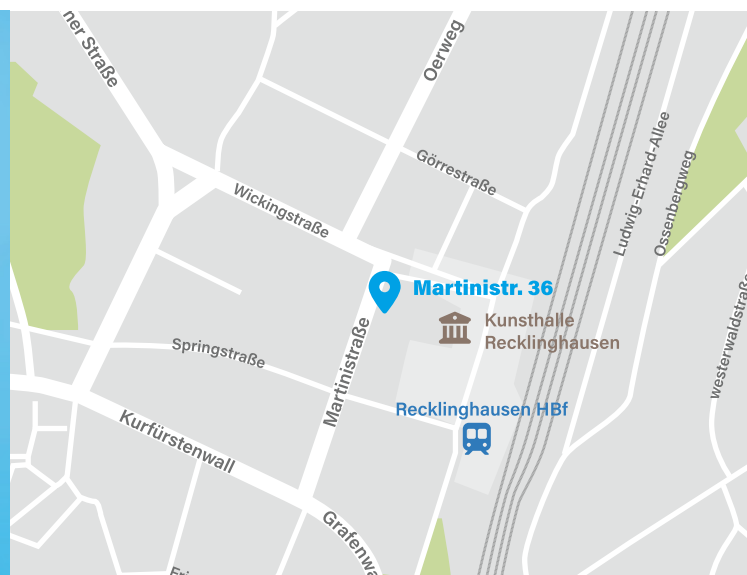 ner Straße
Oerweg
Görrestraße
Ludwig-Erhard-Allee
Ossenbergweg
Wickingstraße
Martinistr. 36
Kunsthalle
Recklinghausen
westerwaldstraße
Martinistraße
Springstraße
Recklinghausen HBf
Kurfürstenwall
Grafenwa